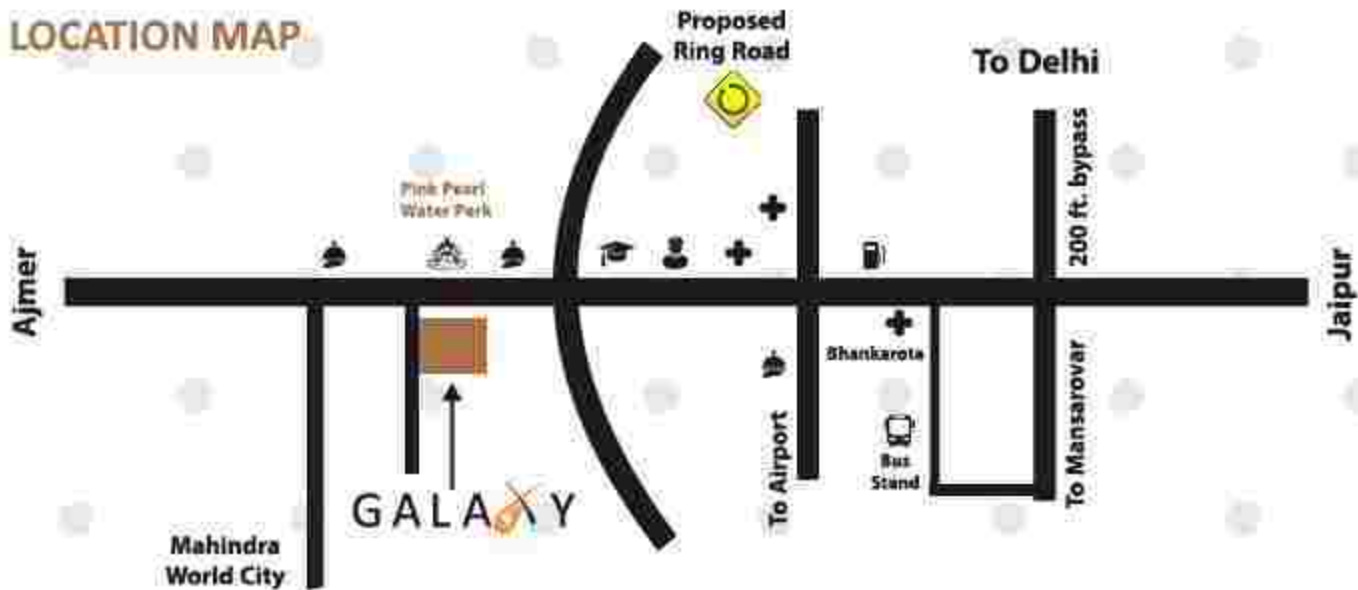 LOCATION MAP
Proposed
Ring Road
To Delhi
200 ft. bypass
Pink Pearl
Water Park
Ajmer
Jaipur
Bhankarota
To Airport
Bus
Stand
To Mansarovar
GALAXY
Mahindra
World City